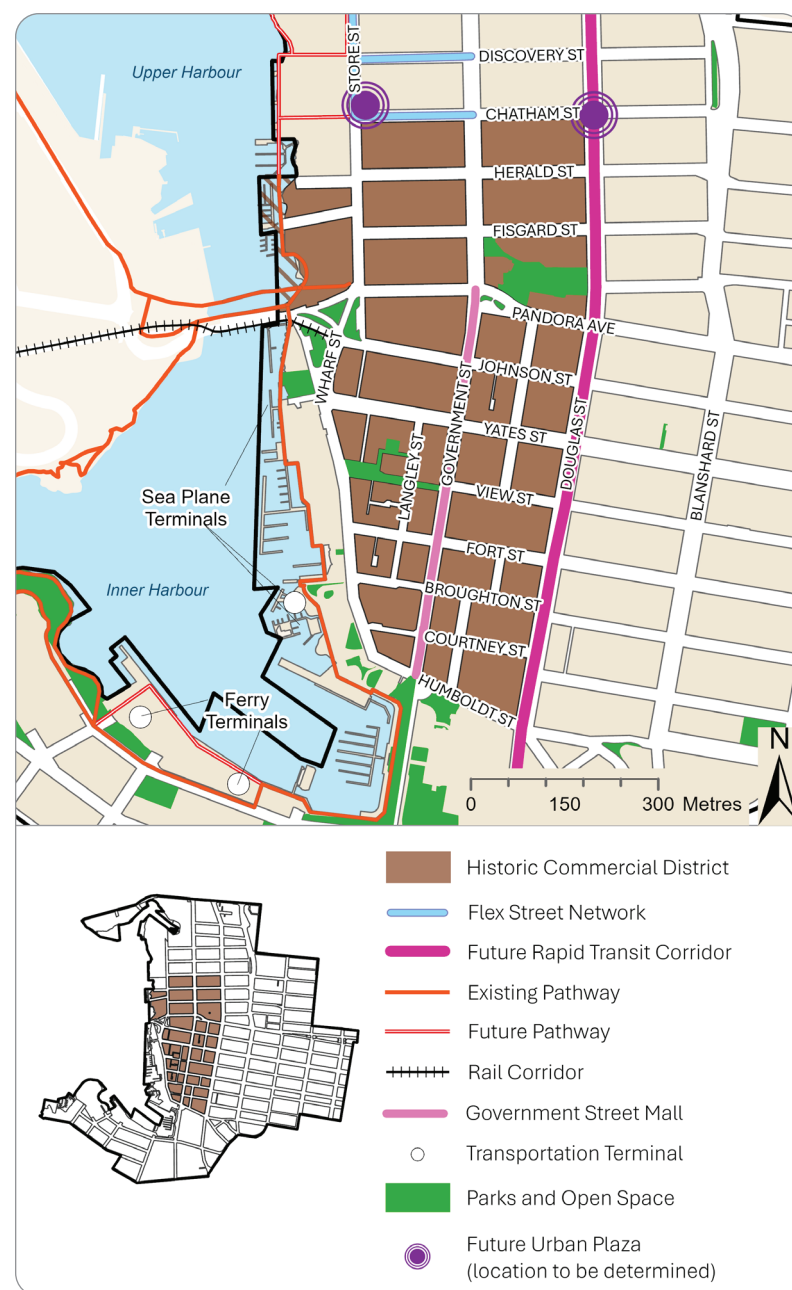 STORE ST
DISCOVERY ST
Upper Harbour
CHATHAM ST
HERALD ST
FISGARD ST
PANDORA AVE
WHARF ST
JOHNSON ST
GOVERNMENT ST
DOUGLAS ST
YATES ST
LANGLEY ST
BLANSHARD ST
VIEW ST
Sea Plane
Terminals
FORT ST
Inner Harbour
BROUGHTON ST
COURTNEY ST
HUMBOLDT ST
Ferry
Terminals
N
0 150 300 Metres
Historic Commercial District
Flex Street Network
Future Rapid Transit Corridor
Existing Pathway
Future Pathway
Rail Corridor
Government Street Mall
Transportation Terminal
Parks and Open Space
Future Urban Plaza
(location to be determined)